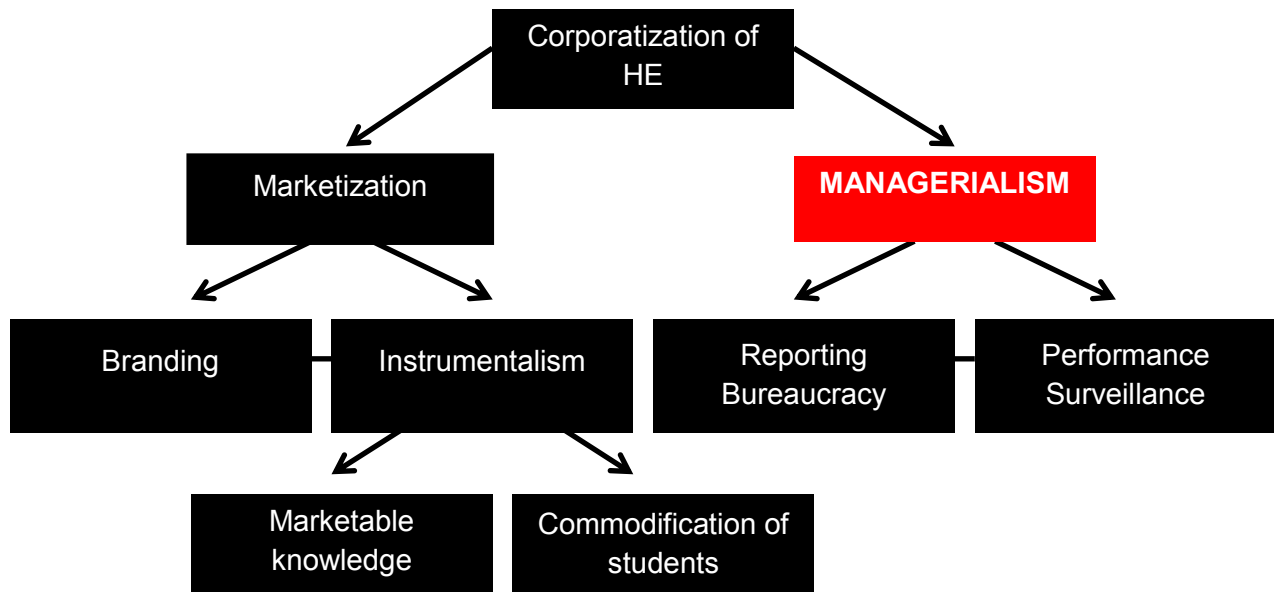 Corporatization of
HE
Marketization
MANAGERIALISM
Branding
Instrumentalism
Reporting
Bureaucracy
Performance
Surveillance
Marketable
knowledge
Commodification of
students